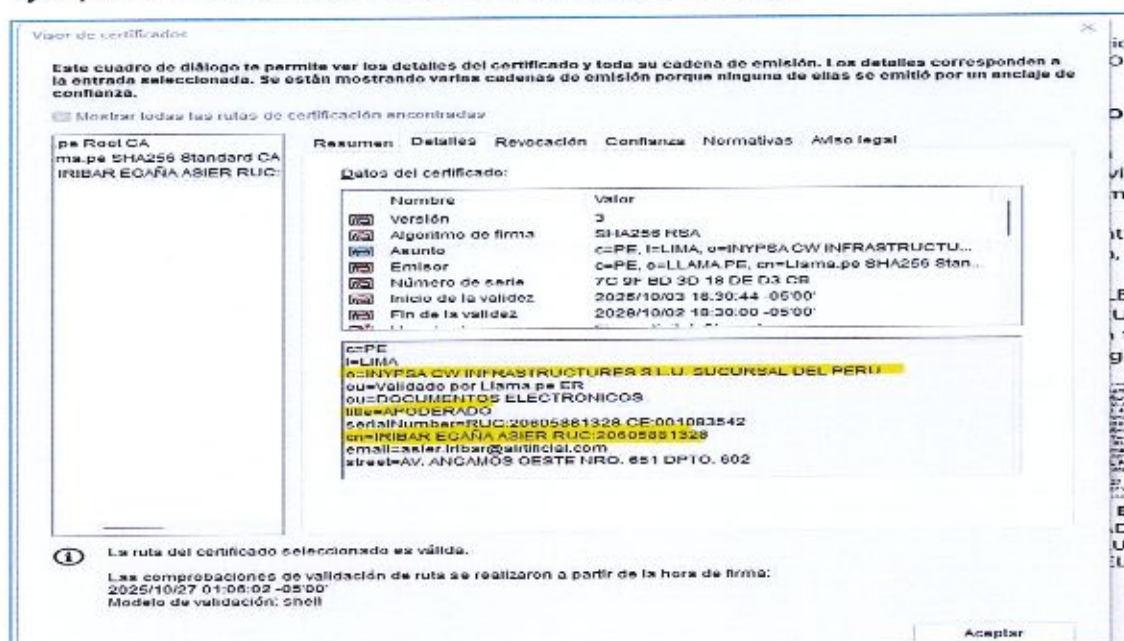 Visor de certificados
Este cuadro de diálogo te permite ver los detalles del certificado y toda su cadena de emisión. Los detalles corresponden a
la entrada seleccionada. Se están mostrando varias cadenas de emisión porque ninguna de ellas se emitió por un anclaje de
confianza.
Mostrar todas las rutas de certificación encontradas
pe Root CA
ma.pe SHA256 Standard CA
IRIBAR ECAÑA ASIER RUC:
Resumen Detalles Revocación Confianza Normativas Aviso legal
Datos del certificado:
Nombre Valor
Versión 3
Algoritmo de firma SHA256 RSA
Asunto c=PE, l=LIMA, o=INYPSA CW INFRASTRUCTU...
Emisor c=PE, o=LLAMA.PE, cn=Llama.pe SHA256 Stan...
Número de serie 7C 9F BD 3D 18 DE D3 CB
Inicio de la validez 2025/10/03 18:30:44 -05'00'
Fin de la validez 2028/10/02 18:30:00 -05'00'
c=PE
l=LIMA
o=INYPSA CW INFRASTRUCTURES S.L.U. SUCURSAL DEL PERU
ou=Validado por Llama.pe ER
ou=DOCUMENTOS ELECTRONICOS
title=APODERADO
serialNumber=RUC:20605881328 CE:001083542
cn=IRIBAR ECAÑA ASIER RUC:20605881328
email=asier.iribar@airtificial.com
street=AV. ANGAMOS OESTE NRO. 651 DPTO. 602
La ruta del certificado seleccionado es válida.
Las comprobaciones de validación de ruta se realizaron a partir de la hora de firma:
2025/10/27 01:06:02 -05'00'
Modelo de validación: shell
Aceptar